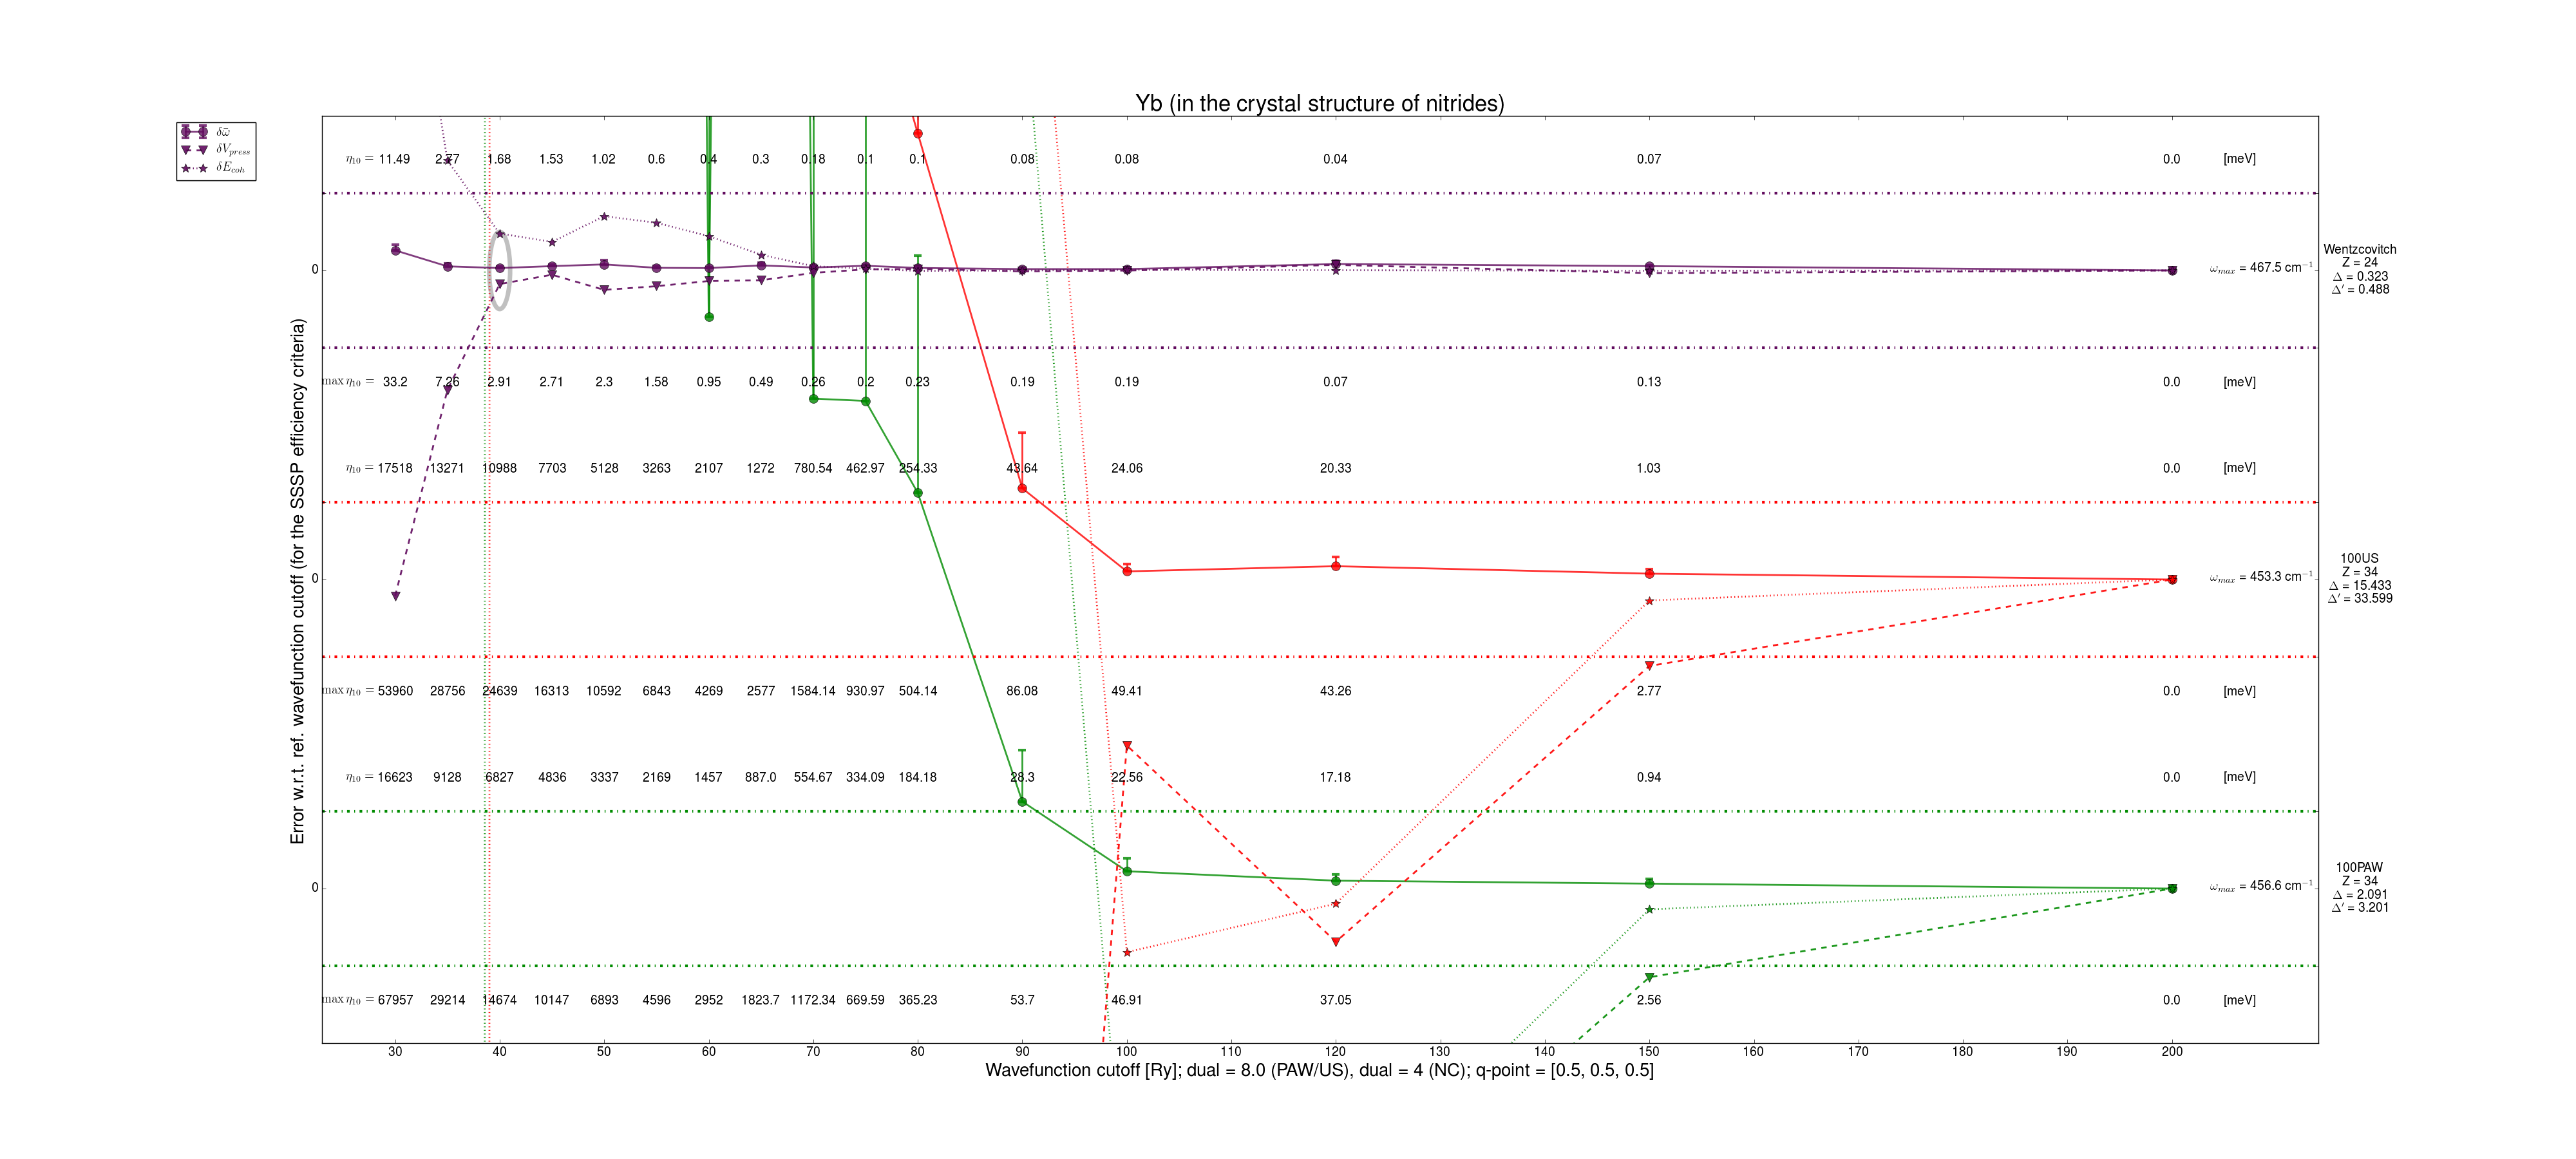 Yb (in the crystal structure of nitrides)
δω̄
δV_press
δE_coh
η₁₀ = 11.49 2.77 1.68 1.53 1.02 0.6 0.4 0.3 0.18 0.1 0.1 0.08 0.08 0.04 0.07 0.0 [meV]
0
ω_max = 467.5 cm⁻¹
Wentzcovitch
Z = 24
Δ = 0.323
Δ′ = 0.488
max η₁₀ = 33.2 7.26 2.91 2.71 2.3 1.58 0.95 0.49 0.26 0.2 0.23 0.19 0.19 0.07 0.13 0.0 [meV]
η₁₀ = 17518 13271 10988 7703 5128 3263 2107 1272 780.54 462.97 254.33 43.64 24.06 20.33 1.03 0.0 [meV]
0
ω_max = 453.3 cm⁻¹
100US
Z = 34
Δ = 15.433
Δ′ = 33.599
max η₁₀ = 53960 28756 24639 16313 10592 6843 4269 2577 1584.14 930.97 504.14 86.08 49.41 43.26 2.77 0.0 [meV]
η₁₀ = 16623 9128 6827 4836 3337 2169 1457 887.0 554.67 334.09 184.18 28.3 22.56 17.18 0.94 0.0 [meV]
0
ω_max = 456.6 cm⁻¹
100PAW
Z = 34
Δ = 2.091
Δ′ = 3.201
max η₁₀ = 67957 29214 14674 10147 6893 4596 2952 1823.7 1172.34 669.59 365.23 53.7 46.91 37.05 2.56 0.0 [meV]
30 40 50 60 70 80 90 100 110 120 130 140 150 160 170 180 190 200
Wavefunction cutoff [Ry]; dual = 8.0 (PAW/US), dual = 4 (NC); q-point = [0.5, 0.5, 0.5]
Error w.r.t. ref. wavefunction cutoff (for the SSSP efficiency criteria)